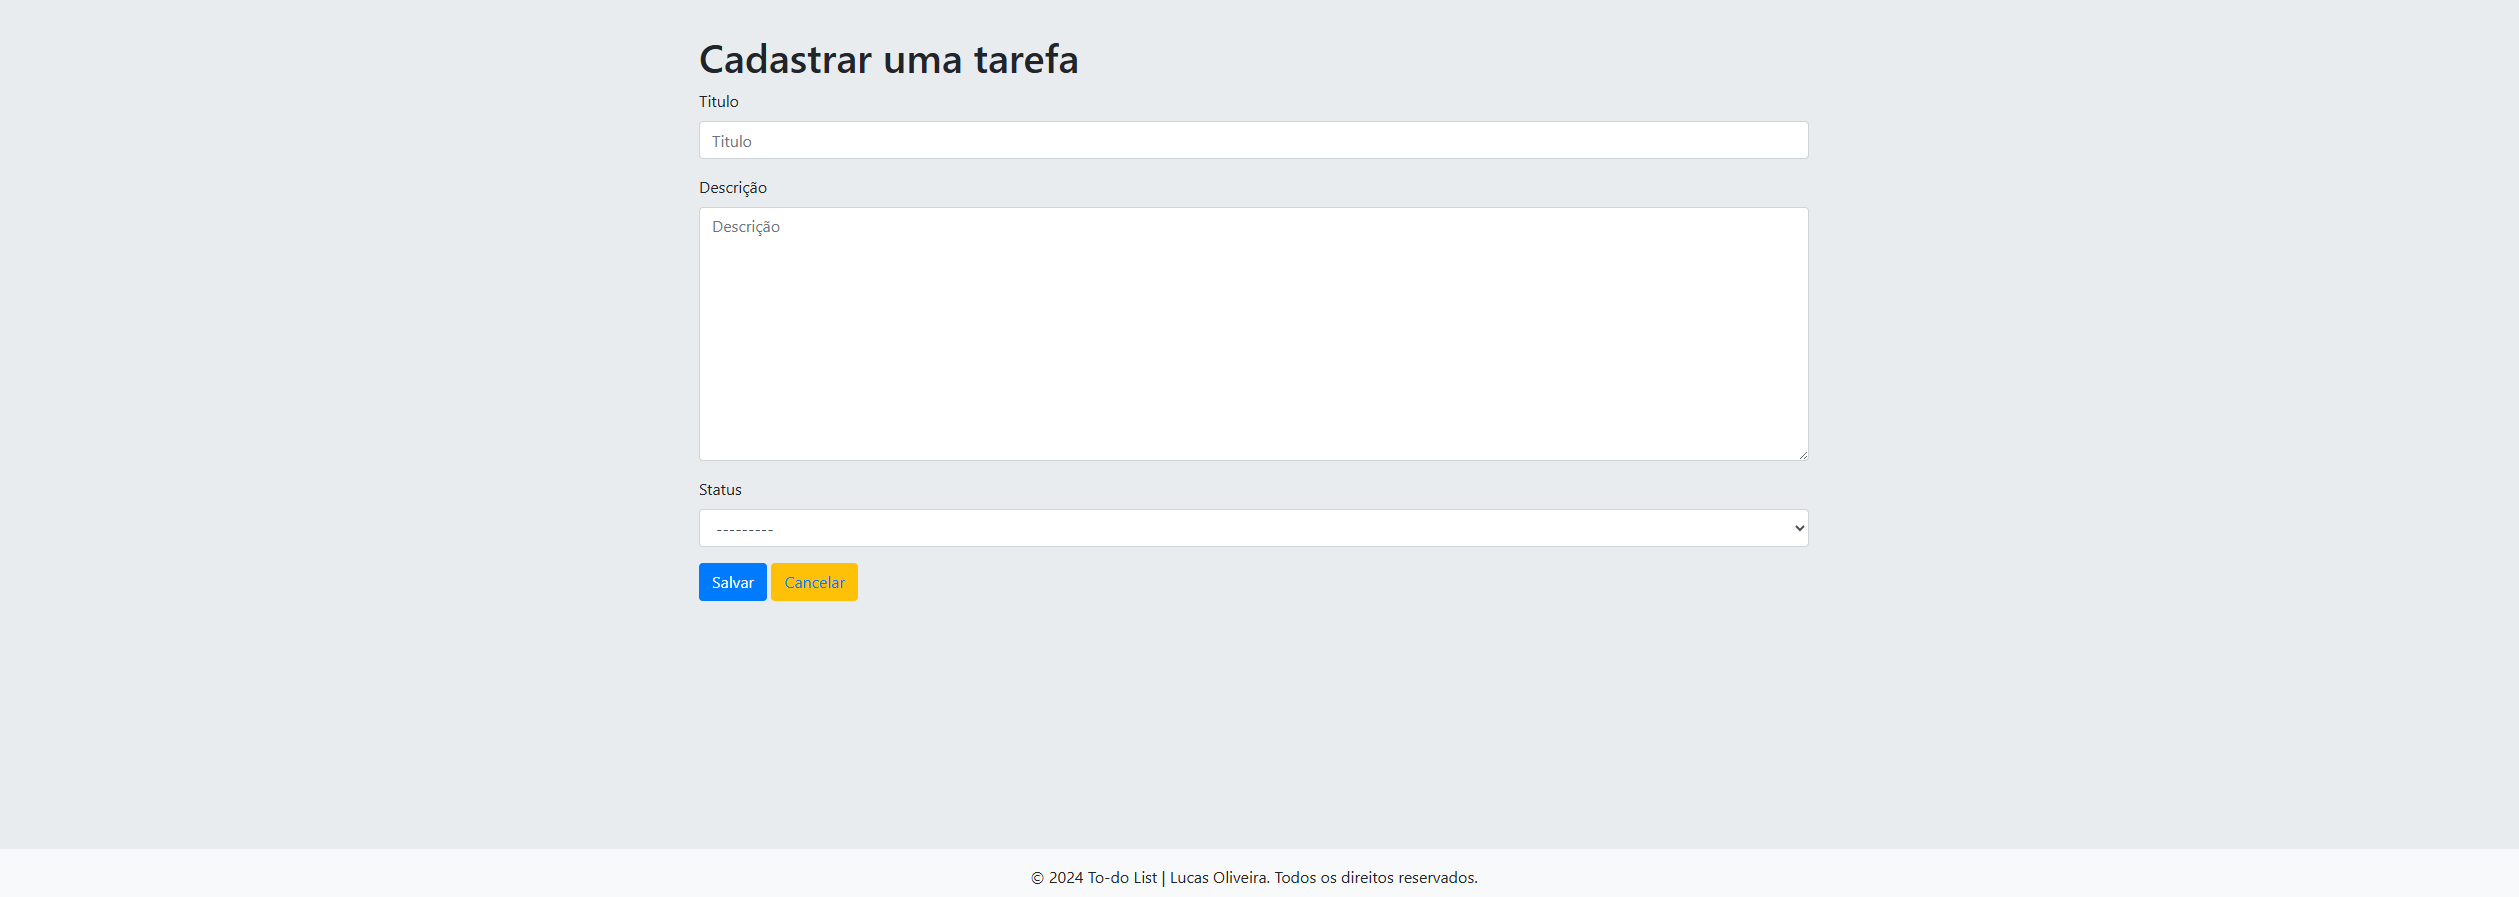 Cadastrar uma tarefa
Titulo
Titulo
Descrição
Descrição
Status
---------
Salvar Cancelar
© 2024 To-do List | Lucas Oliveira. Todos os direitos reservados.